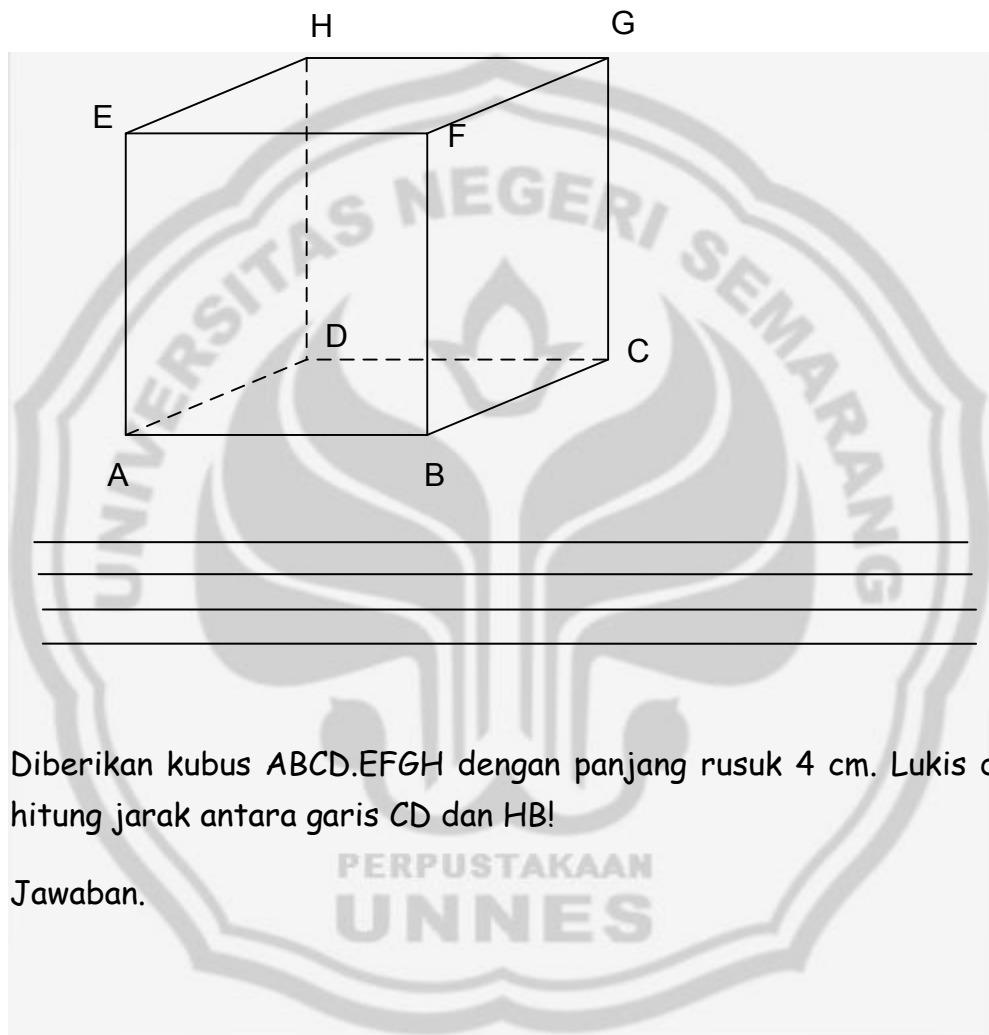 H G
E F
D C
A B
UNIVERSITAS NEGERI SEMARANG
Diberikan kubus ABCD.EFGH dengan panjang rusuk 4 cm. Lukis
hitung jarak antara garis CD dan HB!
Jawaban.
PERPUSTAKAAN
UNNES